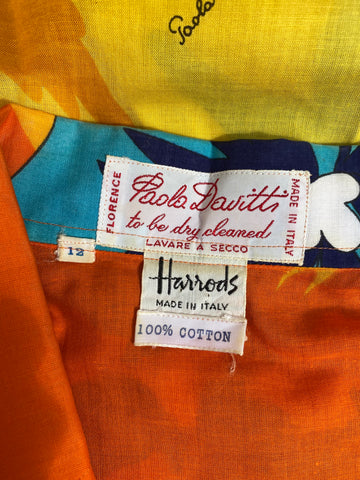 Paola
FLORENCE
Paola Davitti
to be dry cleaned
LAVARE A SECCO
MADE IN ITALY
12
Harrods
MADE IN ITALY
100% COTTON